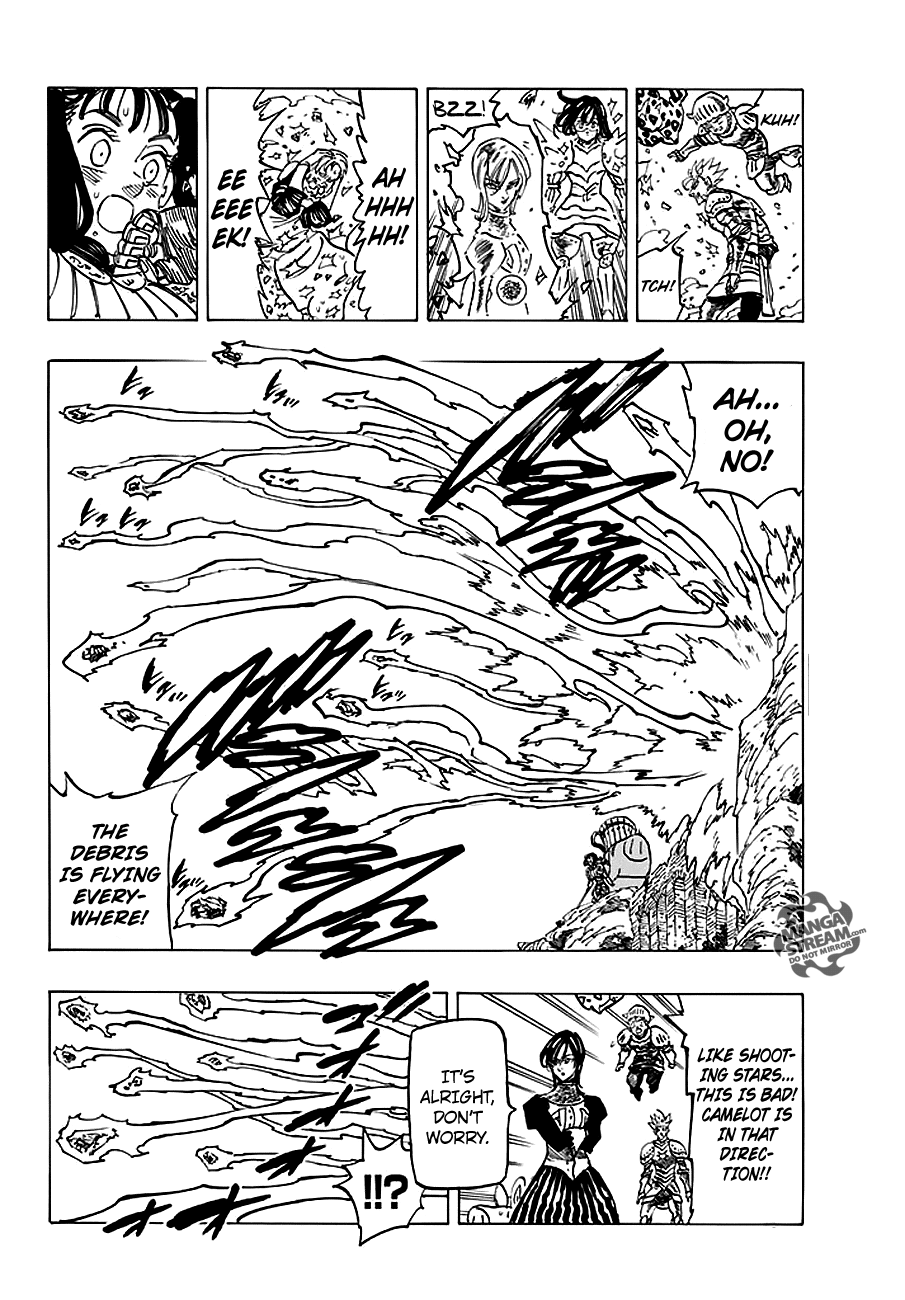 KUH!
TCH!
BZZ!
AH
HHH
HH!
EE
EEE
EK!
AH...
OH,
NO!
THE
DEBRIS
IS FLYING
EVERY-
WHERE!
MANGA
STREAM.com
DO NOT MIRROR
LIKE SHOOT-
ING STARS...
THIS IS BAD!
CAMELOT IS
IN THAT
DIREC-
TION!!
IT'S
ALRIGHT,
DON'T
WORRY.
!!?